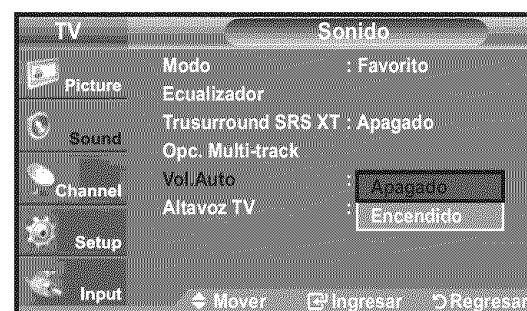 TV
Sonido
Picture
Sound
Channel
Setup
Input
Modo : Favorito
Ecualizador
Trusurround SRS XT : Apagado
Opc. Multi-track
Vol.Auto : Apagado
Encendido
Altavoz TV :
Mover Ingresar Regresar